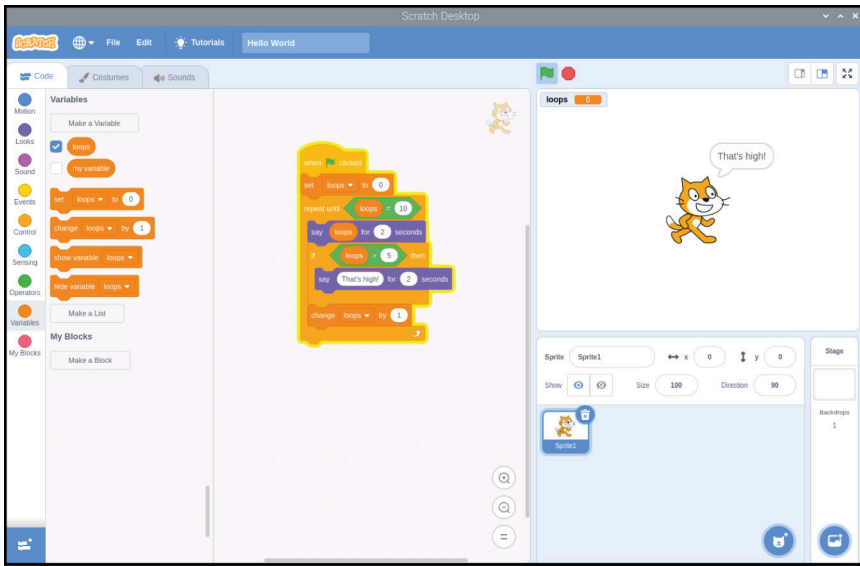 Scratch Desktop
SCRATCH File Edit Tutorials Hello World
Code Costumes Sounds
Motion
Looks
Sound
Events
Control
Sensing
Operators
Variables
My Blocks
Variables
Make a Variable
loops
my variable
set loops to 0
change loops by 1
show variable loops
hide variable loops
Make a List
My Blocks
Make a Block
when clicked
set loops to 0
repeat until loops = 10
say loops for 2 seconds
if loops > 5 then
say That's high! for 2 seconds
change loops by 1
loops 6
That's high!
Sprite Sprite1 x 0 y 0
Show Size 100 Direction 90
Sprite1
Stage
Backdrops
1